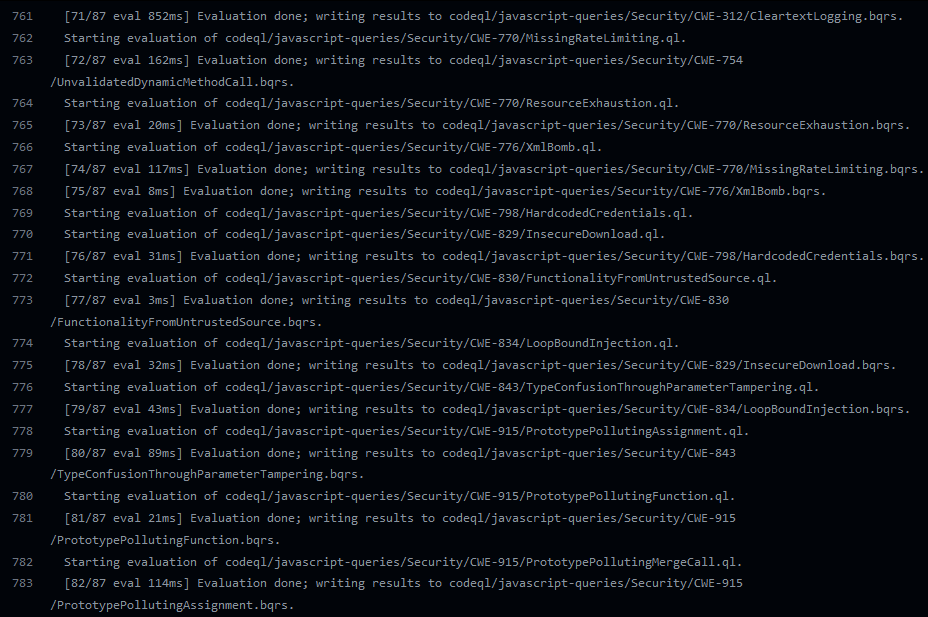 761 [71/87 eval 852ms] Evaluation done; writing results to codeql/javascript-queries/Security/CWE-312/CleartextLogging.bqrs.
762 Starting evaluation of codeql/javascript-queries/Security/CWE-770/MissingRateLimiting.ql.
763 [72/87 eval 162ms] Evaluation done; writing results to codeql/javascript-queries/Security/CWE-754
/UnvalidatedDynamicMethodCall.bqrs.
764 Starting evaluation of codeql/javascript-queries/Security/CWE-770/ResourceExhaustion.ql.
765 [73/87 eval 20ms] Evaluation done; writing results to codeql/javascript-queries/Security/CWE-770/ResourceExhaustion.bqrs.
766 Starting evaluation of codeql/javascript-queries/Security/CWE-776/XmlBomb.ql.
767 [74/87 eval 117ms] Evaluation done; writing results to codeql/javascript-queries/Security/CWE-770/MissingRateLimiting.bqrs.
768 [75/87 eval 8ms] Evaluation done; writing results to codeql/javascript-queries/Security/CWE-776/XmlBomb.bqrs.
769 Starting evaluation of codeql/javascript-queries/Security/CWE-798/HardcodedCredentials.ql.
770 Starting evaluation of codeql/javascript-queries/Security/CWE-829/InsecureDownload.ql.
771 [76/87 eval 31ms] Evaluation done; writing results to codeql/javascript-queries/Security/CWE-798/HardcodedCredentials.bqrs.
772 Starting evaluation of codeql/javascript-queries/Security/CWE-830/FunctionalityFromUntrustedSource.ql.
773 [77/87 eval 3ms] Evaluation done; writing results to codeql/javascript-queries/Security/CWE-830
/FunctionalityFromUntrustedSource.bqrs.
774 Starting evaluation of codeql/javascript-queries/Security/CWE-834/LoopBoundInjection.ql.
775 [78/87 eval 32ms] Evaluation done; writing results to codeql/javascript-queries/Security/CWE-829/InsecureDownload.bqrs.
776 Starting evaluation of codeql/javascript-queries/Security/CWE-843/TypeConfusionThroughParameterTampering.ql.
777 [79/87 eval 43ms] Evaluation done; writing results to codeql/javascript-queries/Security/CWE-834/LoopBoundInjection.bqrs.
778 Starting evaluation of codeql/javascript-queries/Security/CWE-915/PrototypePollutingAssignment.ql.
779 [80/87 eval 89ms] Evaluation done; writing results to codeql/javascript-queries/Security/CWE-843
/TypeConfusionThroughParameterTampering.bqrs.
780 Starting evaluation of codeql/javascript-queries/Security/CWE-915/PrototypePollutingFunction.ql.
781 [81/87 eval 21ms] Evaluation done; writing results to codeql/javascript-queries/Security/CWE-915
/PrototypePollutingFunction.bqrs.
782 Starting evaluation of codeql/javascript-queries/Security/CWE-915/PrototypePollutingMergeCall.ql.
783 [82/87 eval 114ms] Evaluation done; writing results to codeql/javascript-queries/Security/CWE-915
/PrototypePollutingAssignment.bqrs.